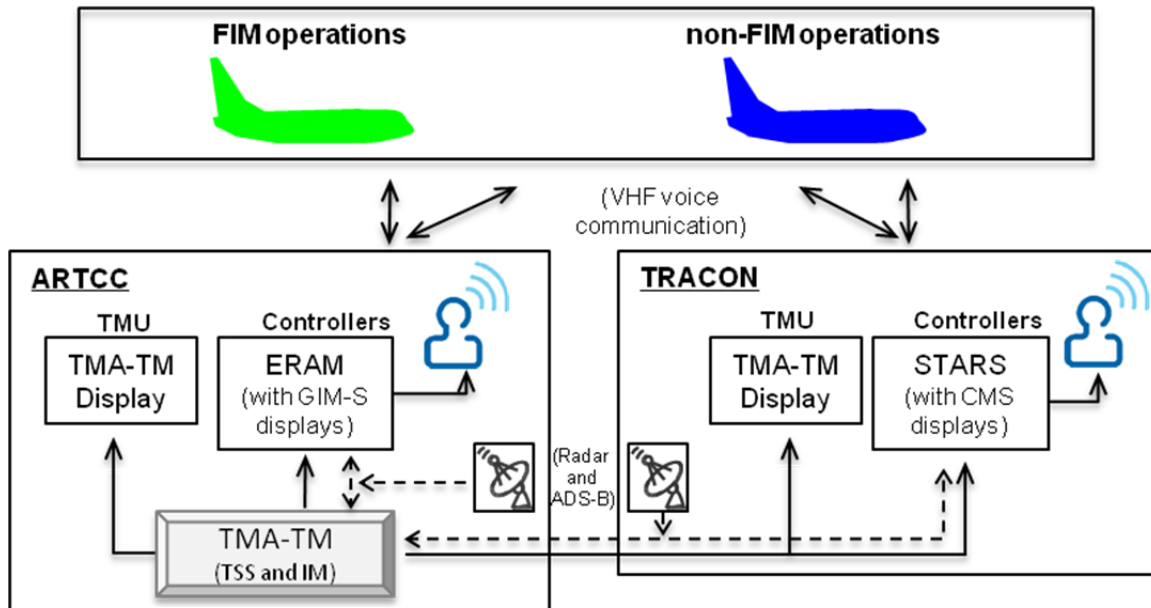 FIM operations
non-FIM operations
(VHF voice
communication)
ARTCC
TMU
Controllers
TMA-TM
Display
ERAM
(with GIM-S
displays)
TMA-TM
(TSS and IM)
(Radar
and
ADS-B)
TRACON
TMU
Controllers
TMA-TM
Display
STARS
(with CMS
displays)